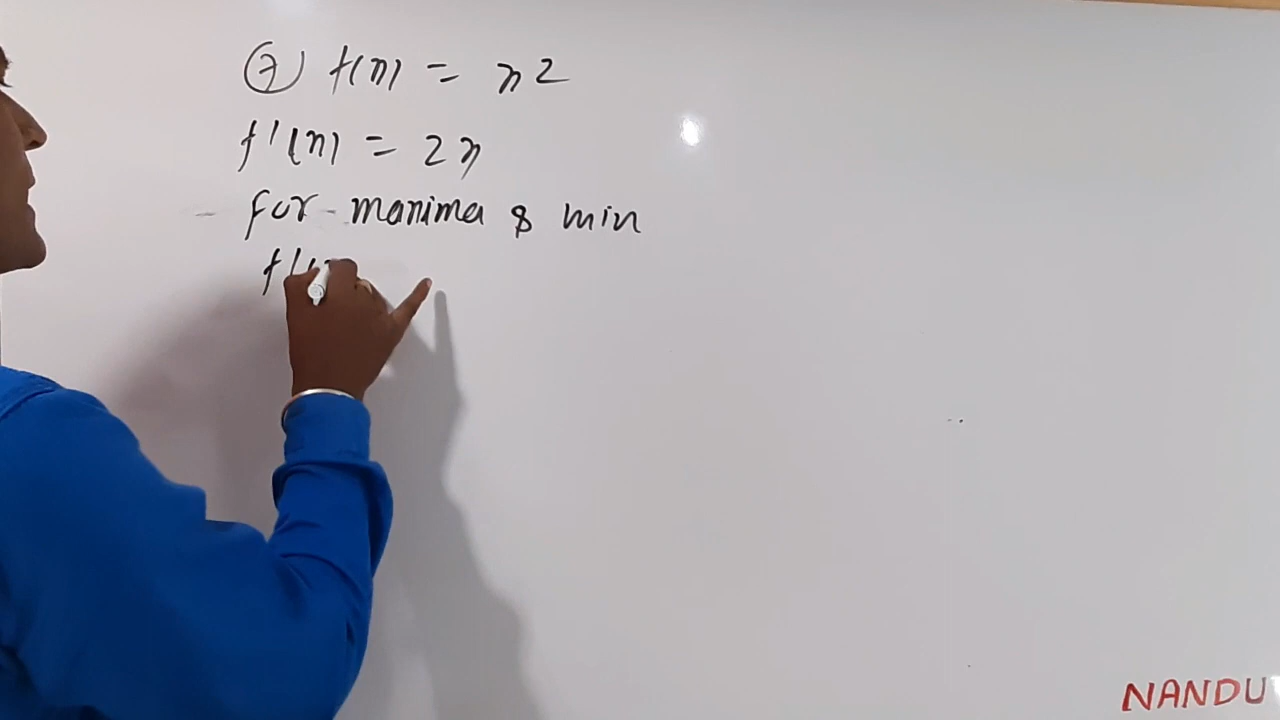 ⑦ f(x) = x2
f'(x) = 2x
for maxima & min
f'(x
NANDU